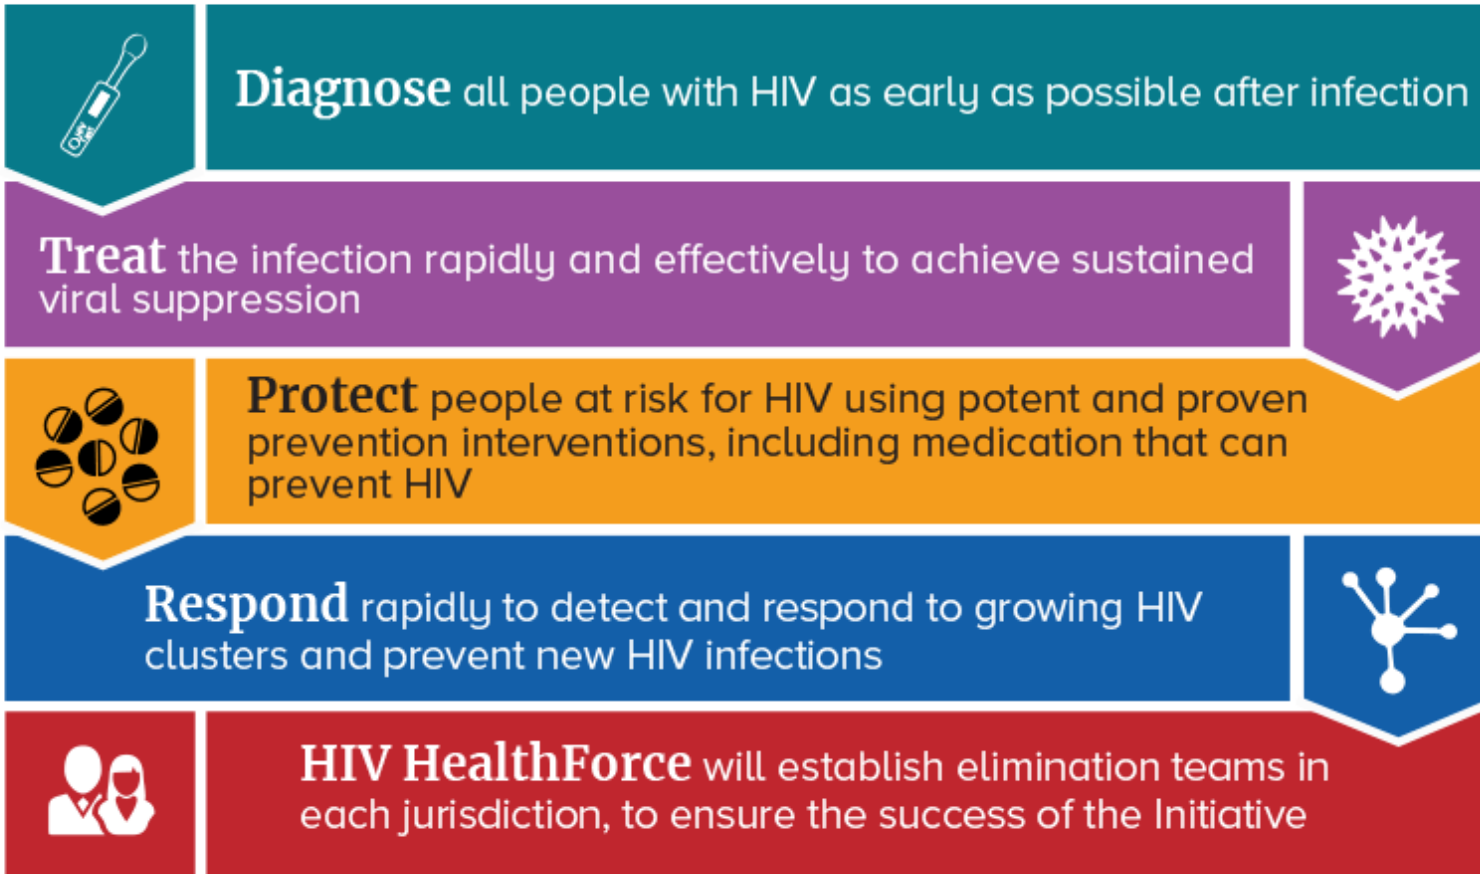 Diagnose all people with HIV as early as possible after infection
Treat the infection rapidly and effectively to achieve sustained
viral suppression
Protect people at risk for HIV using potent and proven
prevention interventions, including medication that can
prevent HIV
Respond rapidly to detect and respond to growing HIV
clusters and prevent new HIV infections
HIV HealthForce will establish elimination teams in
each jurisdiction, to ensure the success of the Initiative